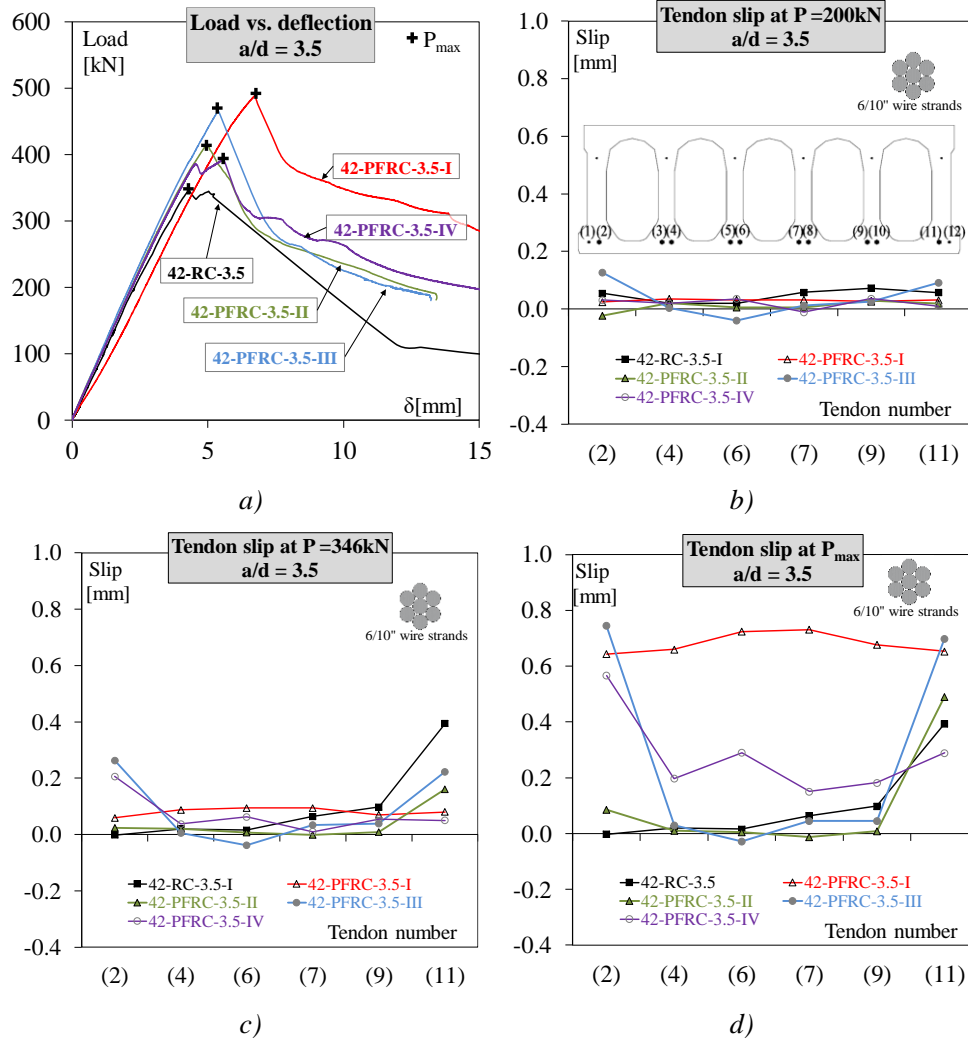 Load vs. deflection
a/d = 3.5
Load
[kN]
P max
600
500
400
300
200
100
0
42-PFRC-3.5-I
42-PFRC-3.5-IV
42-RC-3.5
42-PFRC-3.5-II
42-PFRC-3.5-III
δ[mm]
0 5 10 15
a)
Tendon slip at P =200kN
a/d = 3.5
Slip
[mm]
6/10" wire strands
1.0
0.8
0.6
0.4
0.2
0.0
-0.2
-0.4
(1) (2) (3) (4) (5) (6) (7) (8) (9) (10) (11) (12)
42-RC-3.5-I 42-PFRC-3.5-I
42-PFRC-3.5-II 42-PFRC-3.5-III
42-PFRC-3.5-IV
Tendon number
(2) (4) (6) (7) (9) (11)
b)
Tendon slip at P =346kN
a/d = 3.5
Slip
[mm]
6/10" wire strands
1.0
0.8
0.6
0.4
0.2
0.0
-0.2
-0.4
42-RC-3.5-I 42-PFRC-3.5-I
42-PFRC-3.5-II 42-PFRC-3.5-III
42-PFRC-3.5-IV
Tendon number
(2) (4) (6) (7) (9) (11)
c)
Tendon slip at Pmax
a/d = 3.5
Slip
[mm]
6/10" wire strands
1.0
0.8
0.6
0.4
0.2
0.0
-0.2
-0.4
42-RC-3.5 42-PFRC-3.5-I
42-PFRC-3.5-II 42-PFRC-3.5-III
42-PFRC-3.5-IV
Tendon number
(2) (4) (6) (7) (9) (11)
d)